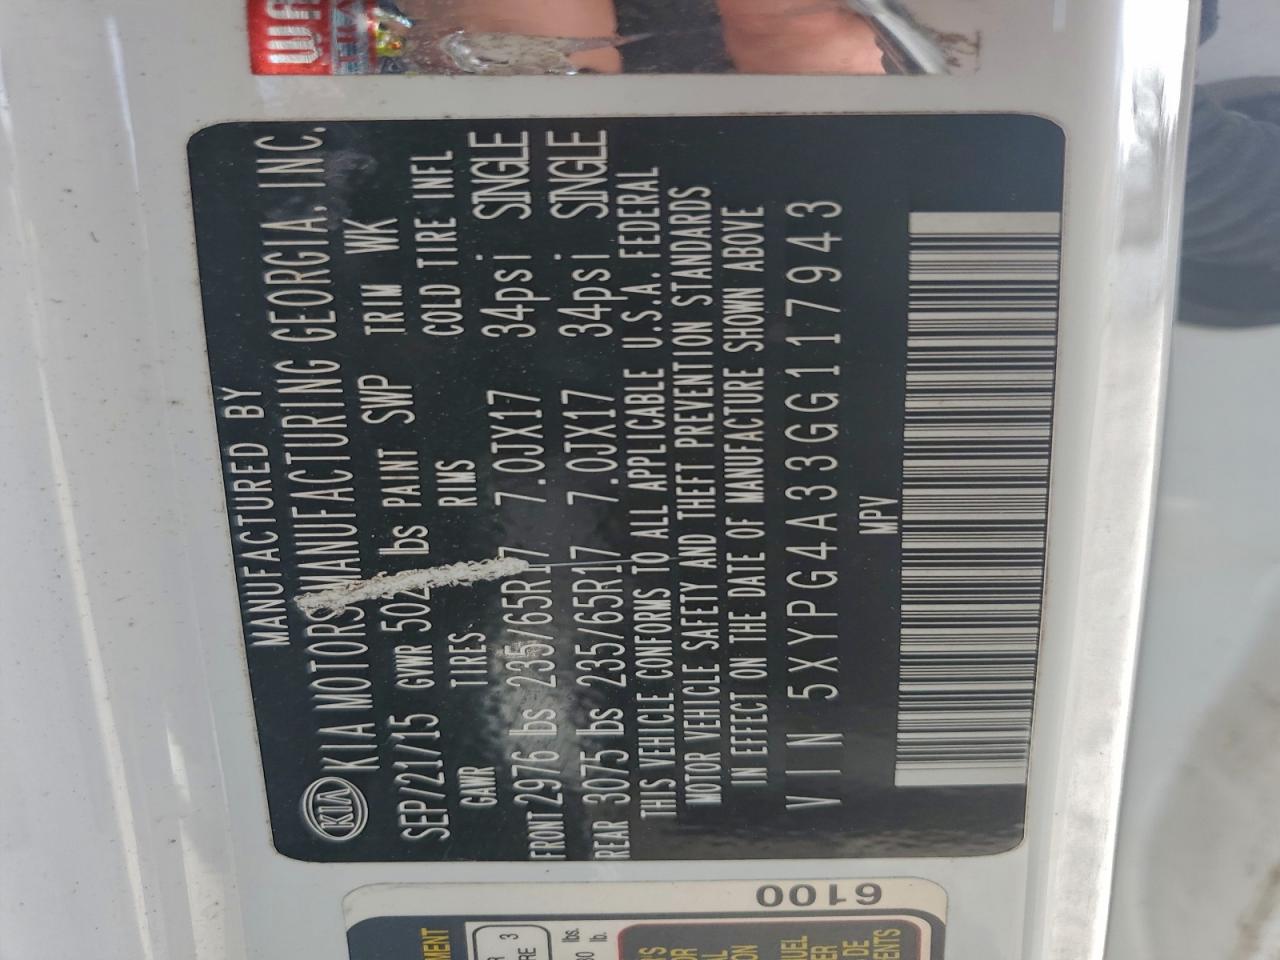 MANUFACTURED BY
KIA KIA MOTORS MANUFACTURING GEORGIA. INC.
SEP/21/15 GWR lbs PAINT SWP TRIM WK
GAWR TIRES RIMS COLD TIRE INFL
FRONT 2976 lbs 235/65R17 7.0JX17 34psi SINGLE
REAR 3075 lbs 235/65R17 7.0JX17 34psi SINGLE
THIS VEHICLE CONFORMS TO ALL APPLICABLE U.S.A. FEDERAL
MOTOR VEHICLE SAFETY AND THEFT PREVENTION STANDARDS
IN EFFECT ON THE DATE OF MANUFACTURE SHOWN ABOVE
VIN 5XYPG4A33GG117943
MPV
6100